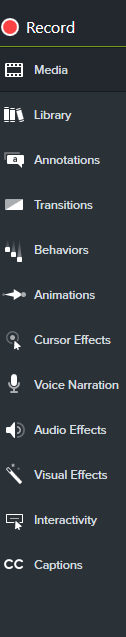 Record
Media
Library
a
Annotations
Transitions
Behaviors
Animations
Cursor Effects
Voice Narration
Audio Effects
Visual Effects
Interactivity
CC Captions